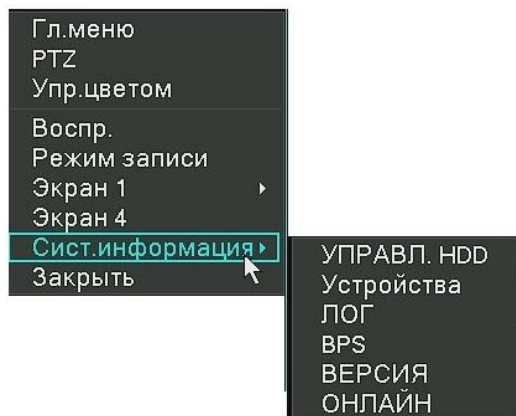 Гл.меню
PTZ
Упр.цветом
Воспр.
Режим записи
Экран 1
Экран 4
Сист.информация
Закрыть
УПРАВЛ. HDD
Устройства
ЛОГ
BPS
ВЕРСИЯ
ОНЛАЙН